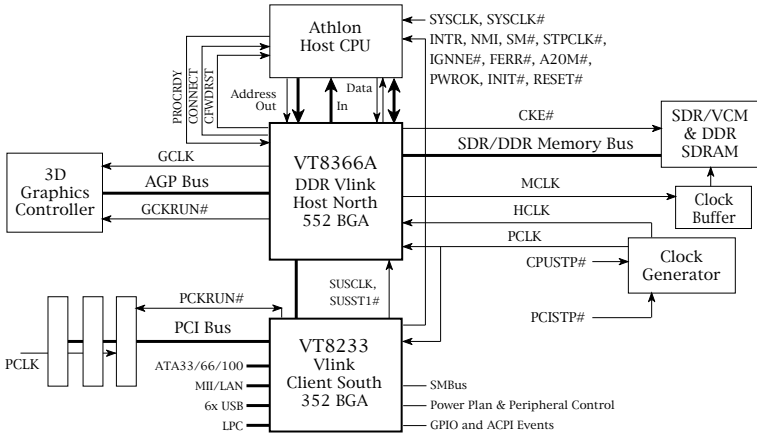 Athlon
Host CPU
SYSCLK, SYSCLK#
INTR, NMI, SM#, STPCLK#,
IGNNE#, FERR#, A20M#,
PWROK, INIT#, RESET#
PROCRDY
CONNECT
CFWDRST
Address
Out
In
Data
CKE#
SDR/DDR Memory Bus
SDR/VCM
& DDR
SDRAM
3D
Graphics
Controller
GCLK
AGP Bus
GCKRUN#
VT8366A
DDR Vlink
Host North
552 BGA
MCLK
Clock
Buffer
HCLK
PCLK
CPUSTP#
Clock
Generator
PCISTP#
SUSCLK,
SUSST1#
PCKRUN#
PCI Bus
PCLK
VT8233
Vlink
Client South
352 BGA
ATA33/66/100
MII/LAN
6x USB
LPC
SMBus
Power Plan & Peripheral Control
GPIO and ACPI Events